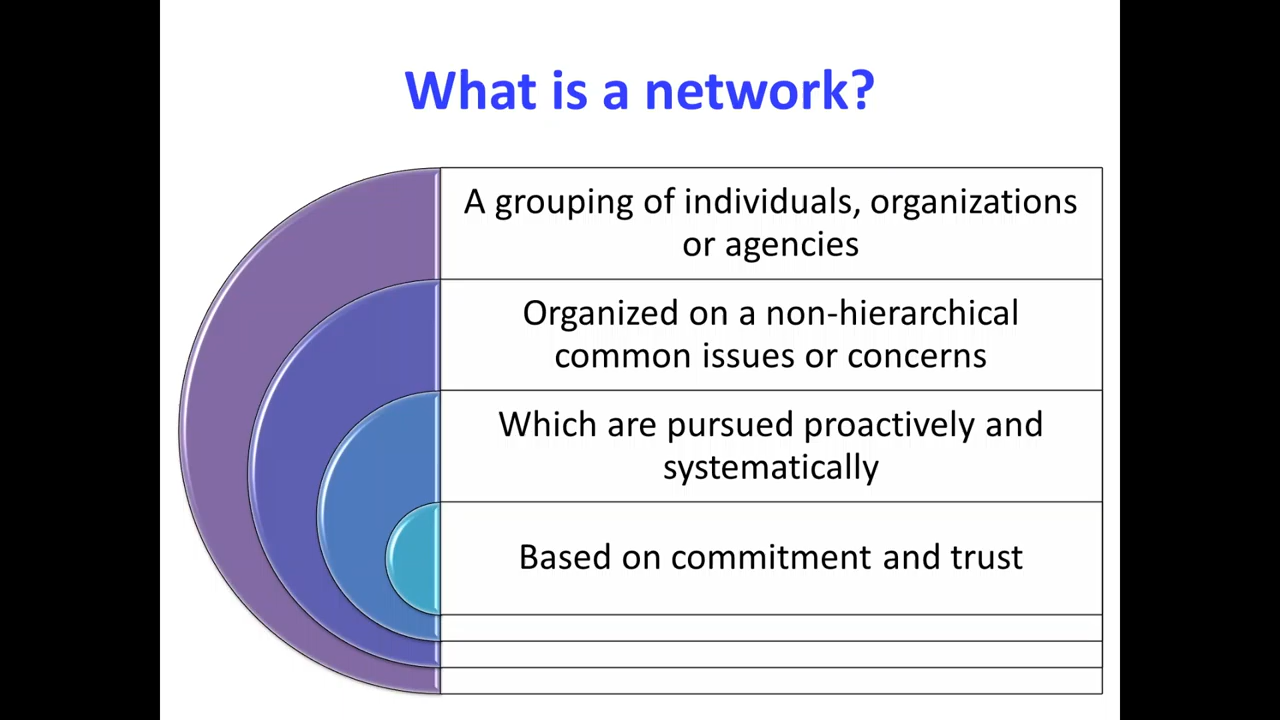 What is a network?
A grouping of individuals, organizations
or agencies
Organized on a non-hierarchical
common issues or concerns
Which are pursued proactively and
systematically
Based on commitment and trust